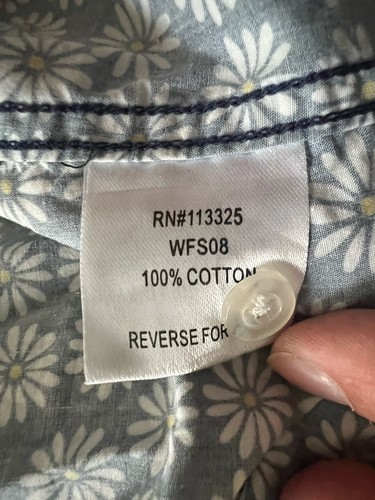 RN#113325
WFS08
100% COTTON
REVERSE FOR